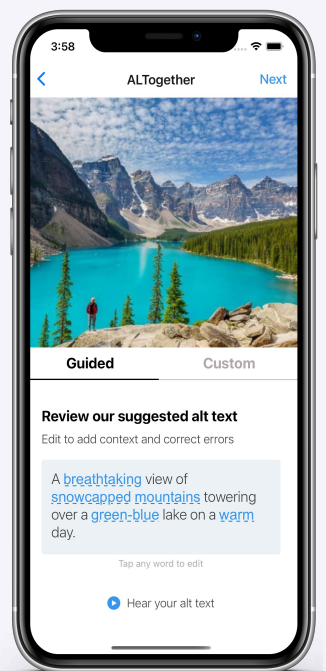 3:58
ALTogether
Next
Guided
Custom
Review our suggested alt text
Edit to add context and correct errors
A breathtaking view of
snowcapped mountains towering
over a green-blue lake on a warm
day.
Tap any word to edit
Hear your alt text